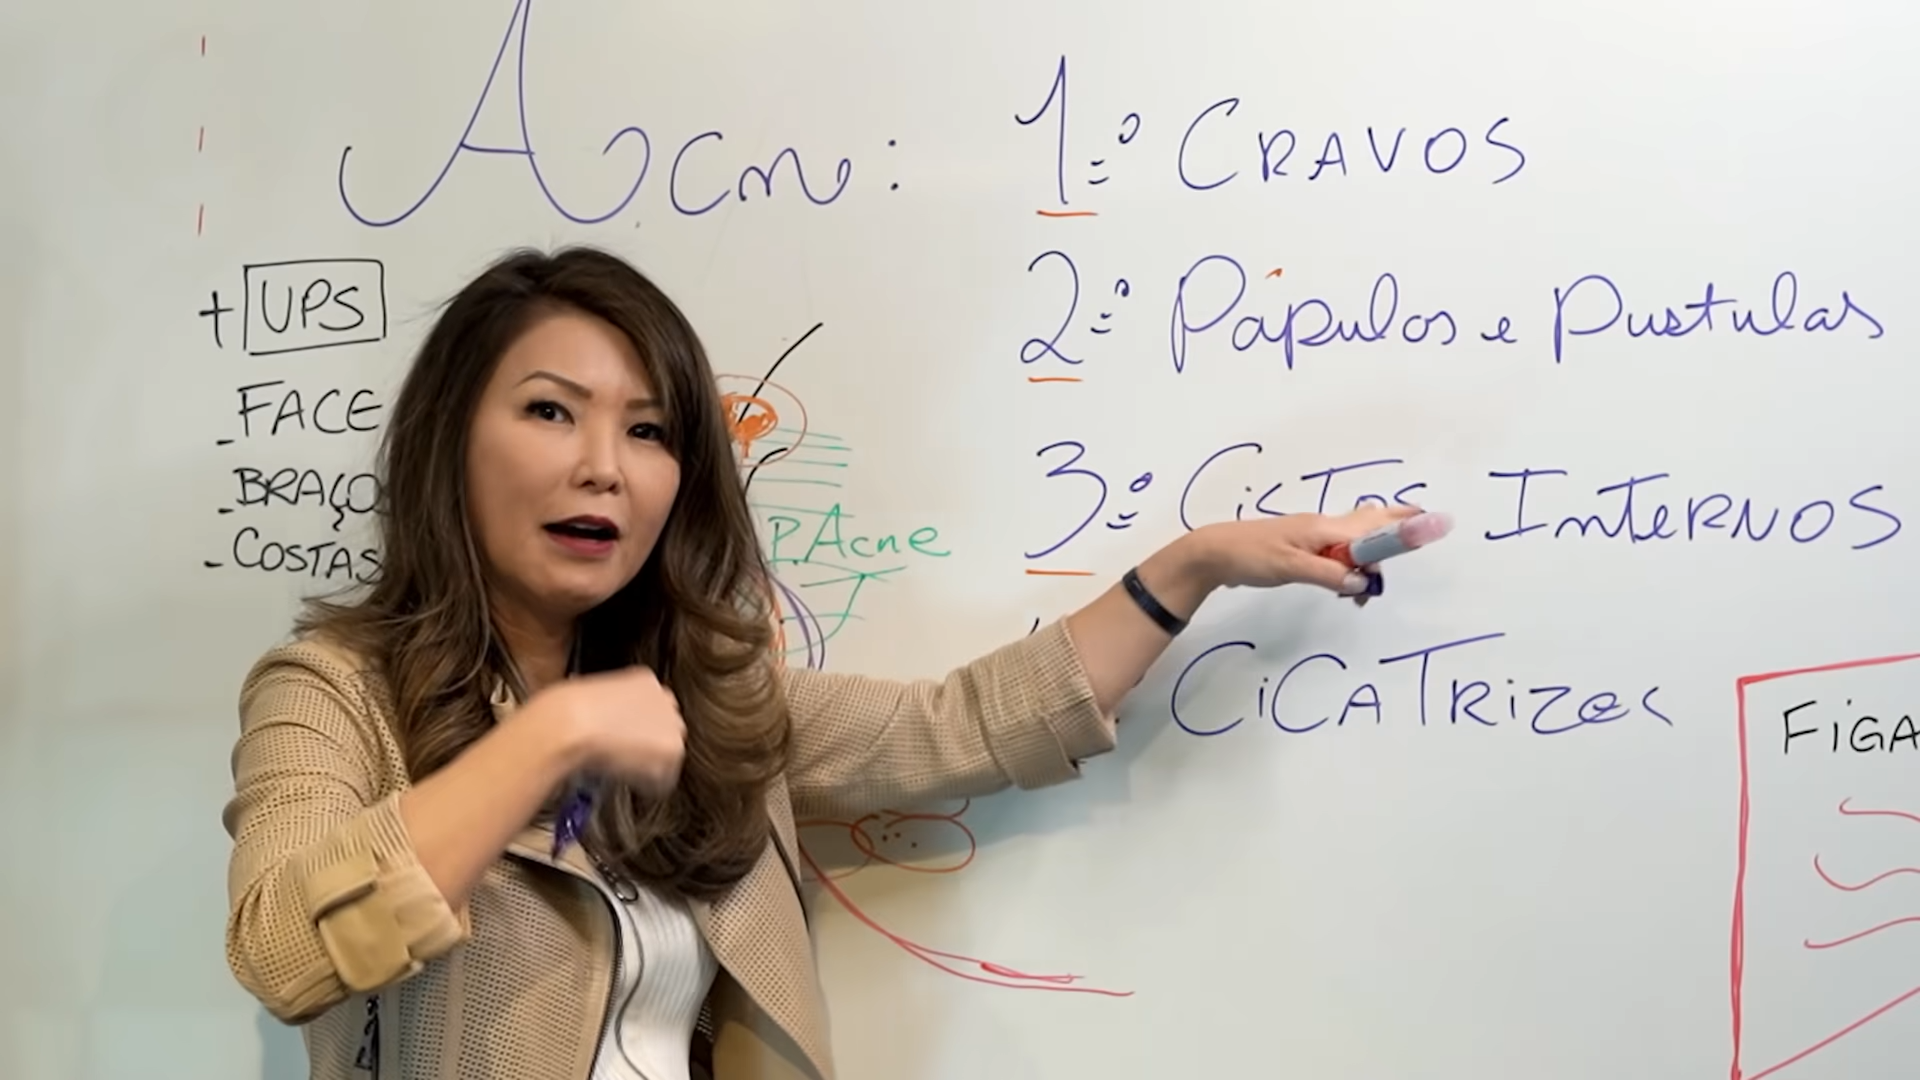 Acne:
1º CRAVOS
2º Pápulos e Pustulas
3º Cistos Internos
CiCATRizes
+ UPS
- FACE
- BRAÇO
- COSTAS
P. Acne
FiGA